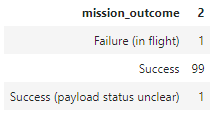 mission_outcome 2
Failure (in flight) 1
Success 99
Success (payload status unclear) 1